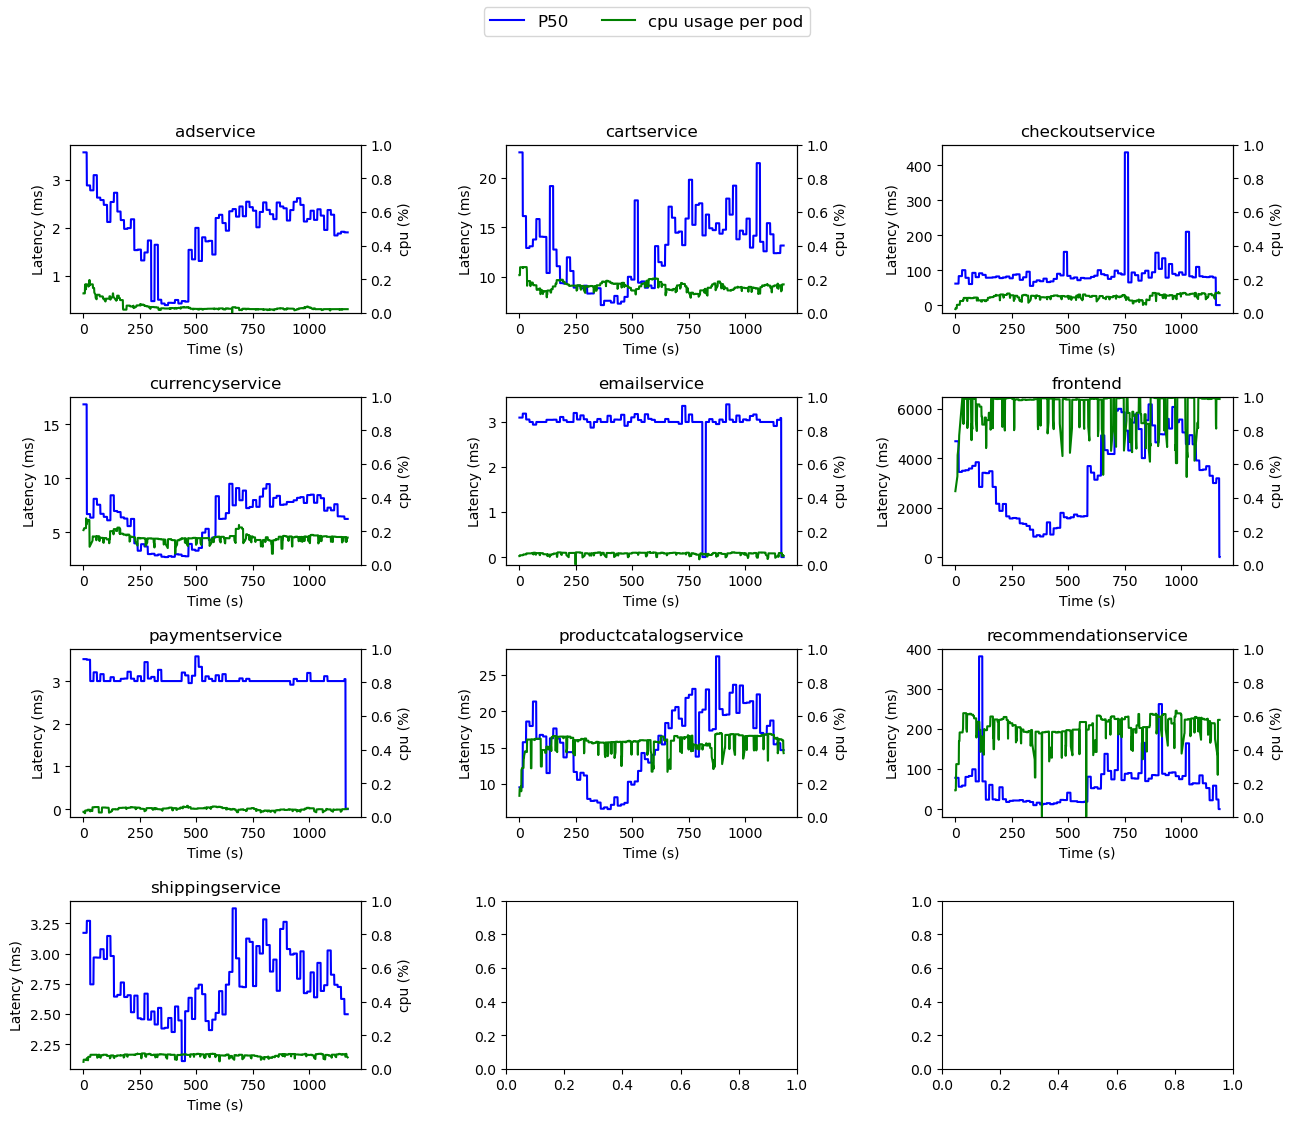 P50 cpu usage per pod
adservice
Latency (ms)
3
2
1
1.0
0.8
0.6
0.4
0.2
0.0
cpu (%)
0 250 500 750 1000
Time (s)
cartservice
Latency (ms)
20
15
10
1.0
0.8
0.6
0.4
0.2
0.0
cpu (%)
0 250 500 750 1000
Time (s)
checkoutservice
Latency (ms)
400
300
200
100
0
1.0
0.8
0.6
0.4
0.2
0.0
cpu (%)
0 250 500 750 1000
Time (s)
currencyservice
Latency (ms)
15
10
5
1.0
0.8
0.6
0.4
0.2
0.0
cpu (%)
0 250 500 750 1000
Time (s)
emailservice
Latency (ms)
3
2
1
0
1.0
0.8
0.6
0.4
0.2
0.0
cpu (%)
0 250 500 750 1000
Time (s)
frontend
Latency (ms)
6000
4000
2000
0
1.0
0.8
0.6
0.4
0.2
0.0
cpu (%)
0 250 500 750 1000
Time (s)
paymentservice
Latency (ms)
3
2
1
0
1.0
0.8
0.6
0.4
0.2
0.0
cpu (%)
0 250 500 750 1000
Time (s)
productcatalogservice
Latency (ms)
25
20
15
10
1.0
0.8
0.6
0.4
0.2
0.0
cpu (%)
0 250 500 750 1000
Time (s)
recommendationservice
Latency (ms)
400
300
200
100
0
1.0
0.8
0.6
0.4
0.2
0.0
cpu (%)
0 250 500 750 1000
Time (s)
shippingservice
Latency (ms)
3.25
3.00
2.75
2.50
2.25
1.0
0.8
0.6
0.4
0.2
0.0
cpu (%)
0 250 500 750 1000
Time (s)
1.0
0.8
0.6
0.4
0.2
0.0
0.0 0.2 0.4 0.6 0.8 1.0
1.0
0.8
0.6
0.4
0.2
0.0
0.0 0.2 0.4 0.6 0.8 1.0